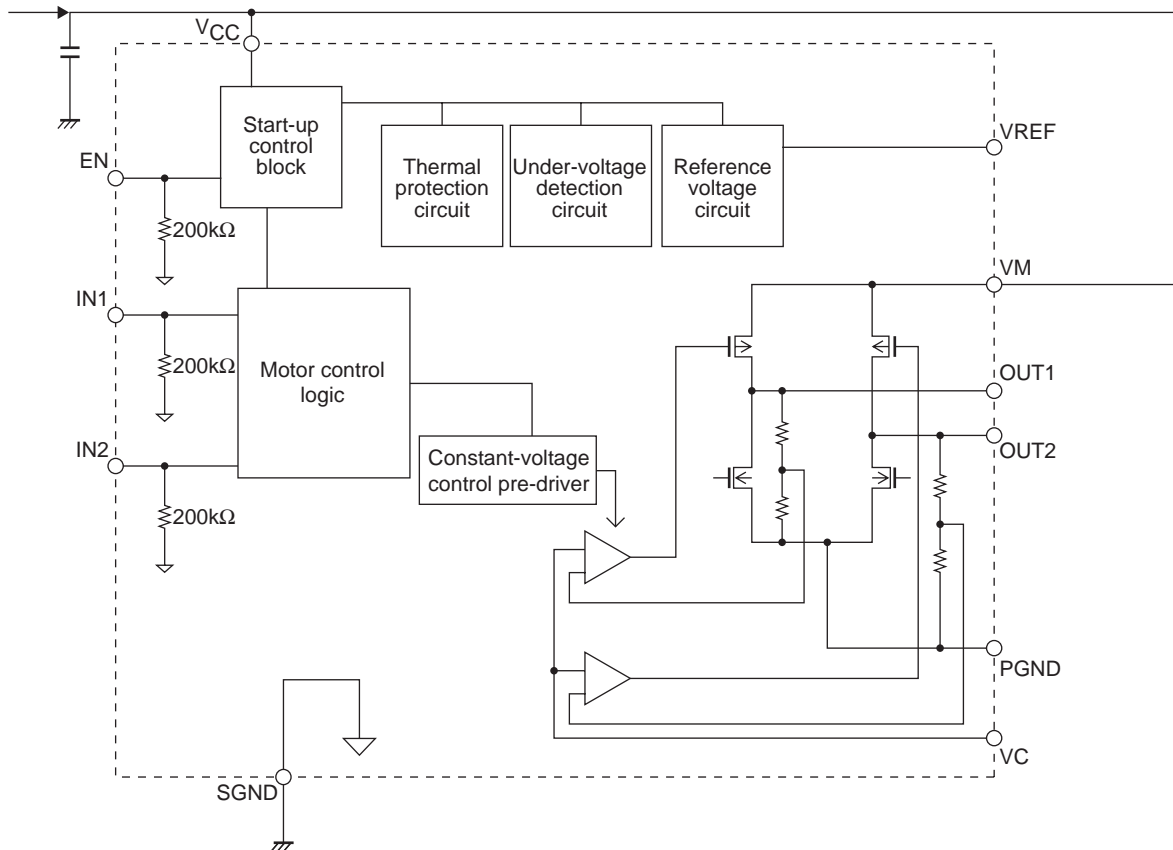 VCC
Start-up
control
block
EN
200kΩ
Thermal
protection
circuit
Under-voltage
detection
circuit
Reference
voltage
circuit
VREF
VM
IN1
200kΩ
Motor control
logic
OUT1
OUT2
IN2
200kΩ
Constant-voltage
control pre-driver
PGND
VC
SGND